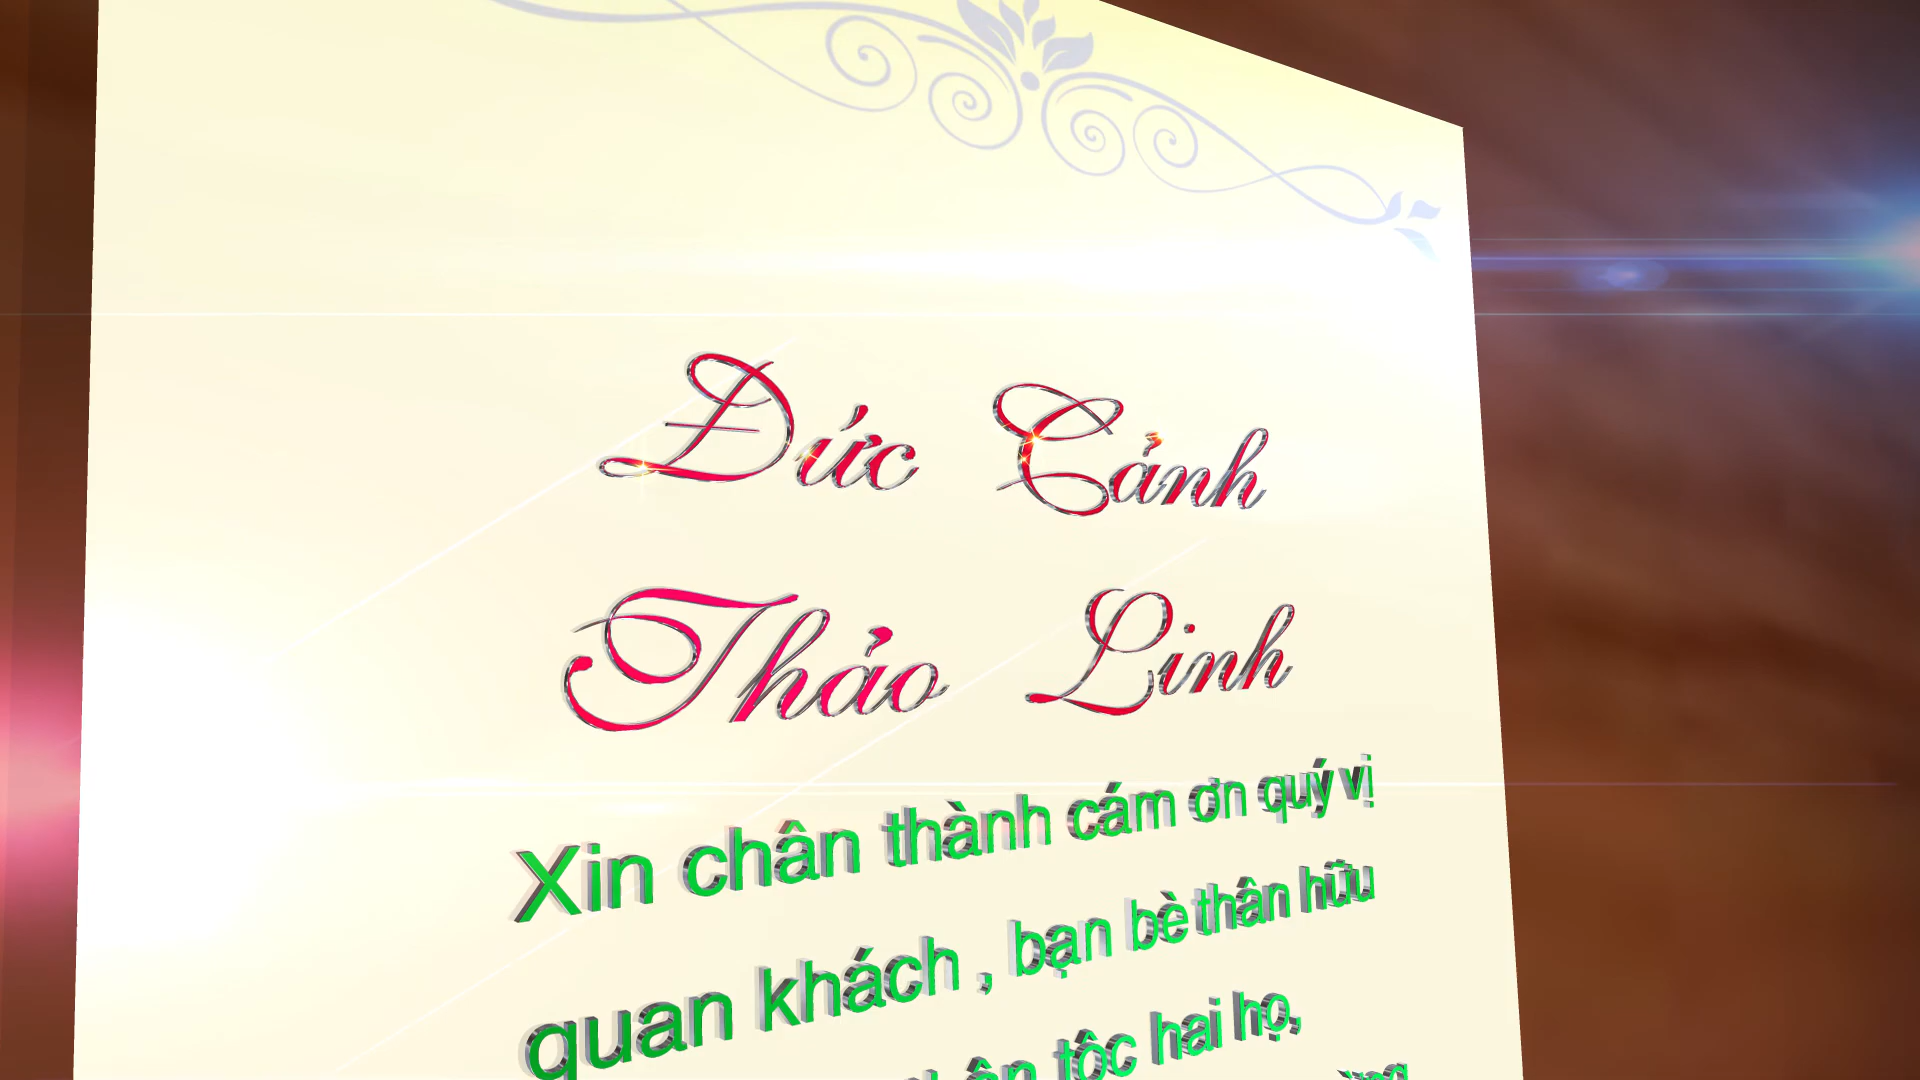 Đức Cảnh
Thảo Linh
Xin chân thành cám ơn quý vị
quan khách , bạn bè thân hữu
tộc hai họ,